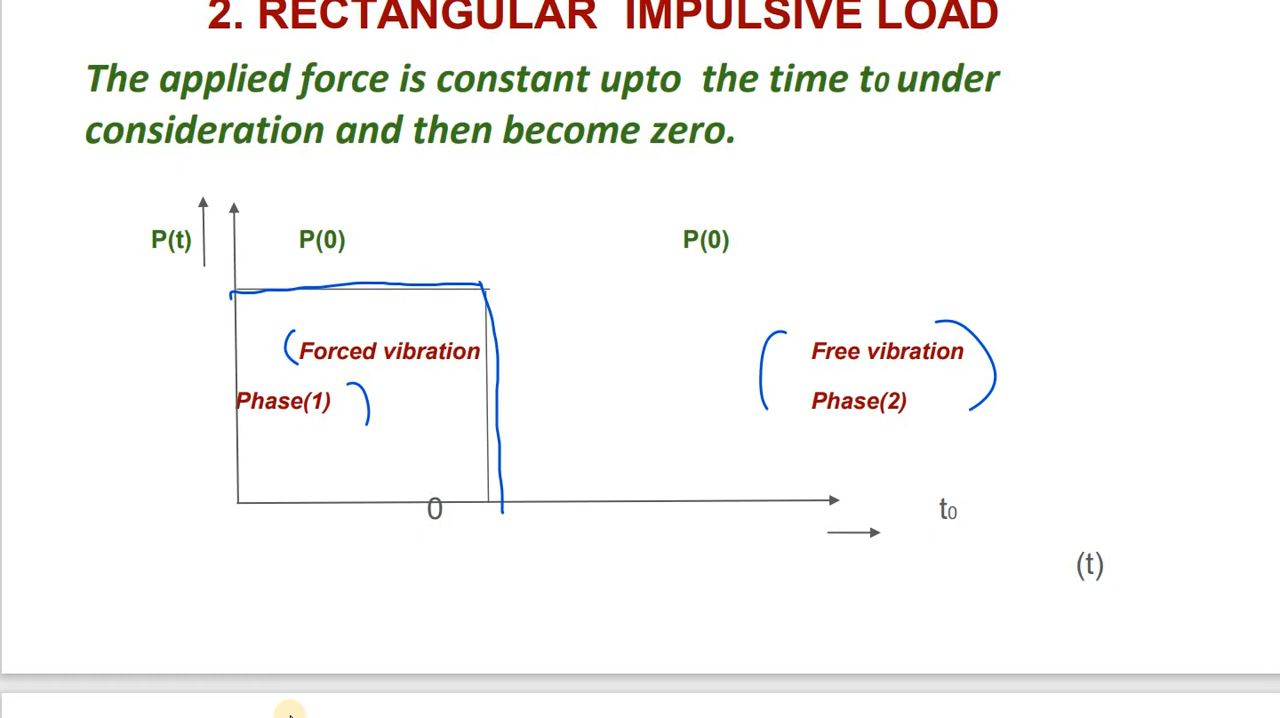 2. RECTANGULAR IMPULSIVE LOAD
The applied force is constant upto the time t0 under
consideration and then become zero.
P(t) P(0) P(0)
Forced vibration Free vibration
Phase(1) Phase(2)
0 t0
(t)